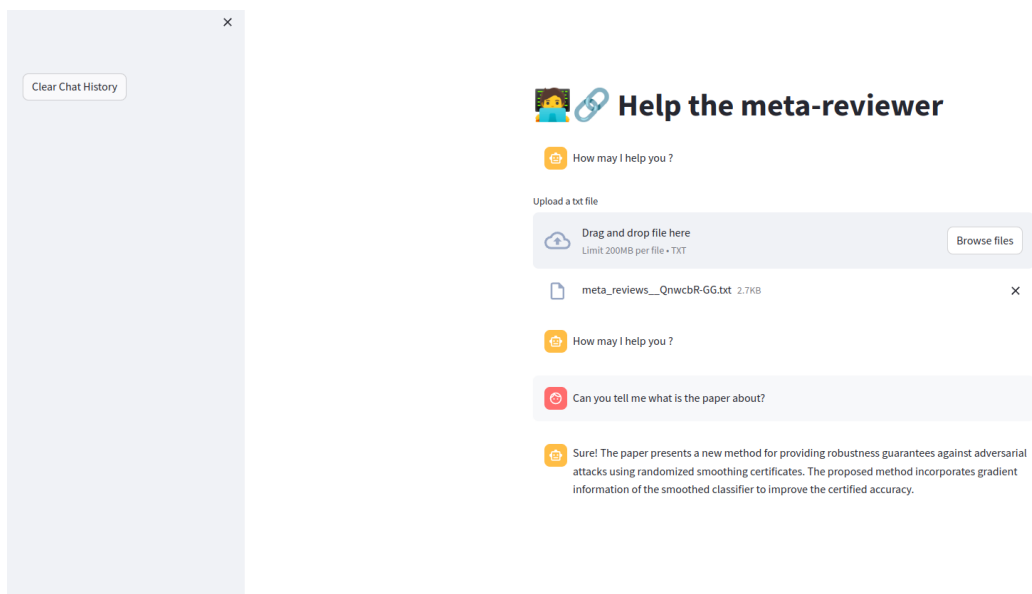 Clear Chat History
Help the meta-reviewer
How may I help you ?
Upload a txt file
Drag and drop file here
Limit 200MB per file • TXT
Browse files
meta_reviews__QnwcbR-GG.txt 2.7KB
How may I help you ?
Can you tell me what is the paper about?
Sure! The paper presents a new method for providing robustness guarantees against adversarial
attacks using randomized smoothing certificates. The proposed method incorporates gradient
information of the smoothed classifier to improve the certified accuracy.